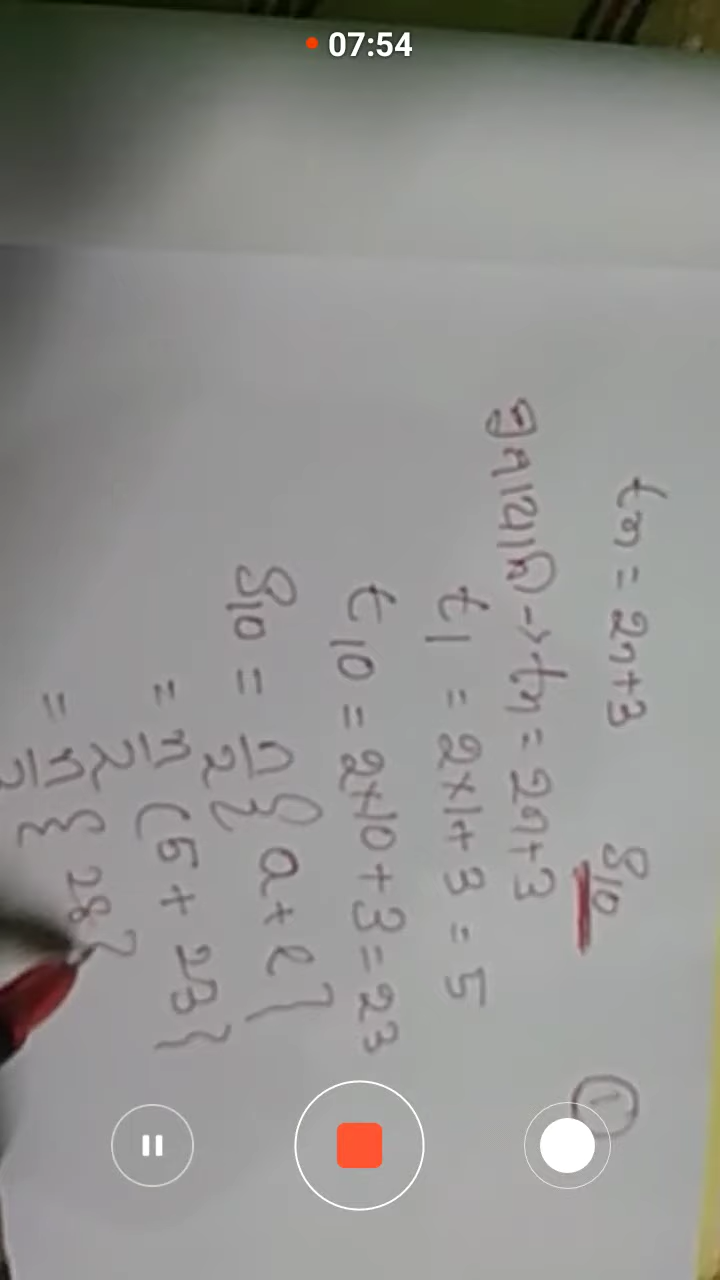 07:54
tn = 2n+3 S10 (1)
→ tn = 2n+3
t1 = 2×1+3 = 5
t10 = 2×10+3 = 23
S10 = n/2 { a+l }
= n/2 (5 + 23}
= n/2 { 28 }